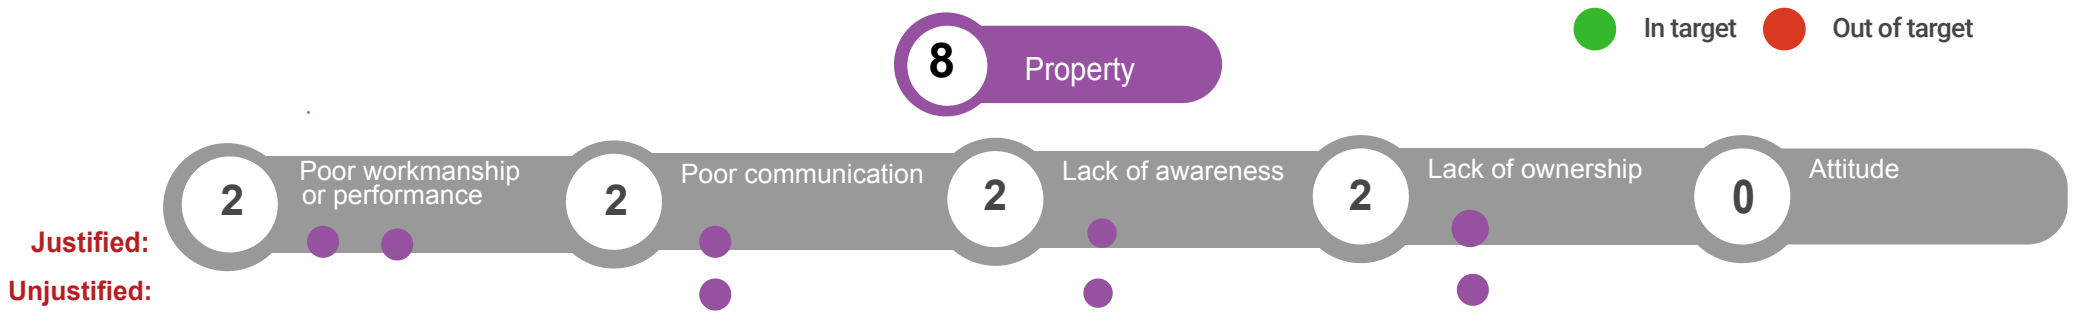 8 Property
In target Out of target
2 Poor workmanship
or performance
2 Poor communication
2 Lack of awareness
2 Lack of ownership
0 Attitude
Justified:
Unjustified: